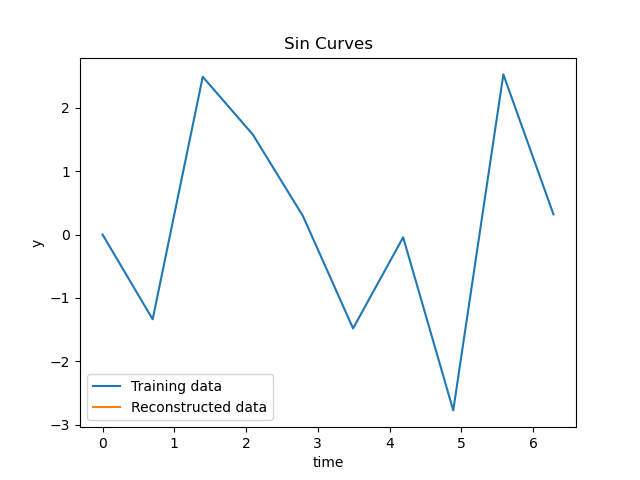 Sin Curves
y
2
1
0
−1
−2
−3
Training data
Reconstructed data
0 1 2 3 4 5 6
time